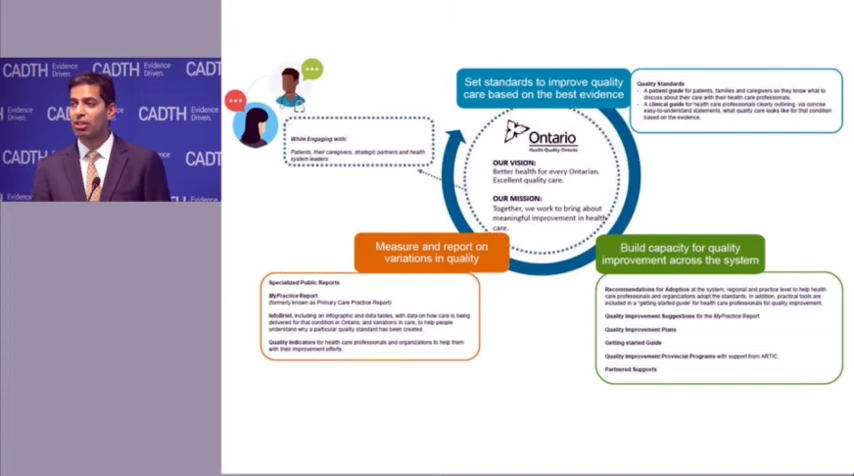 CADTH Evidence Driven.
CADTH Evidence Driven.
CADTH
Evidence Driven.
CADTH
Evidence Driven.
CADTH
Set standards to improve quality
care based on the best evidence
Quality Standards
- A patient guide for patients, families and caregivers so they know what to
discuss about their care with their health care professionals.
- A clinical guide for health care professionals clearly outlining, via concise
easy-to-understand statements, what quality care looks like for that condition
based on the evidence.
While Engaging with:
Patients, their caregivers, strategic partners and health
system leaders
Ontario
Health Quality Ontario
OUR VISION:
Better health for every Ontarian.
Excellent quality care.
OUR MISSION:
Together, we work to bring about
meaningful improvement in health
care.
Measure and report on
variations in quality
Specialized Public Reports
MyPractice Report
(formerly known as Primary Care Practice Report)
InfoBrief, including an infographic and data tables, with data on how care is being
delivered for that condition in Ontario, and variations in care, to help people
understand why a particular quality standard has been created.
Quality Indicators for health care professionals and organizations to help them
with their improvement efforts.
Build capacity for quality
improvement across the system
Recommendations for Adoption at the system, regional and practice level to help health
care professionals and organizations adopt the standards. In addition, practical tools are
included in a "getting started guide" for health care professionals for quality improvement.
Quality Improvement Suggestions for the MyPractice Report
Quality Improvement Plans
Getting started Guide
Quality Improvement Provincial Programs with support from ARTIC.
Partnered Supports